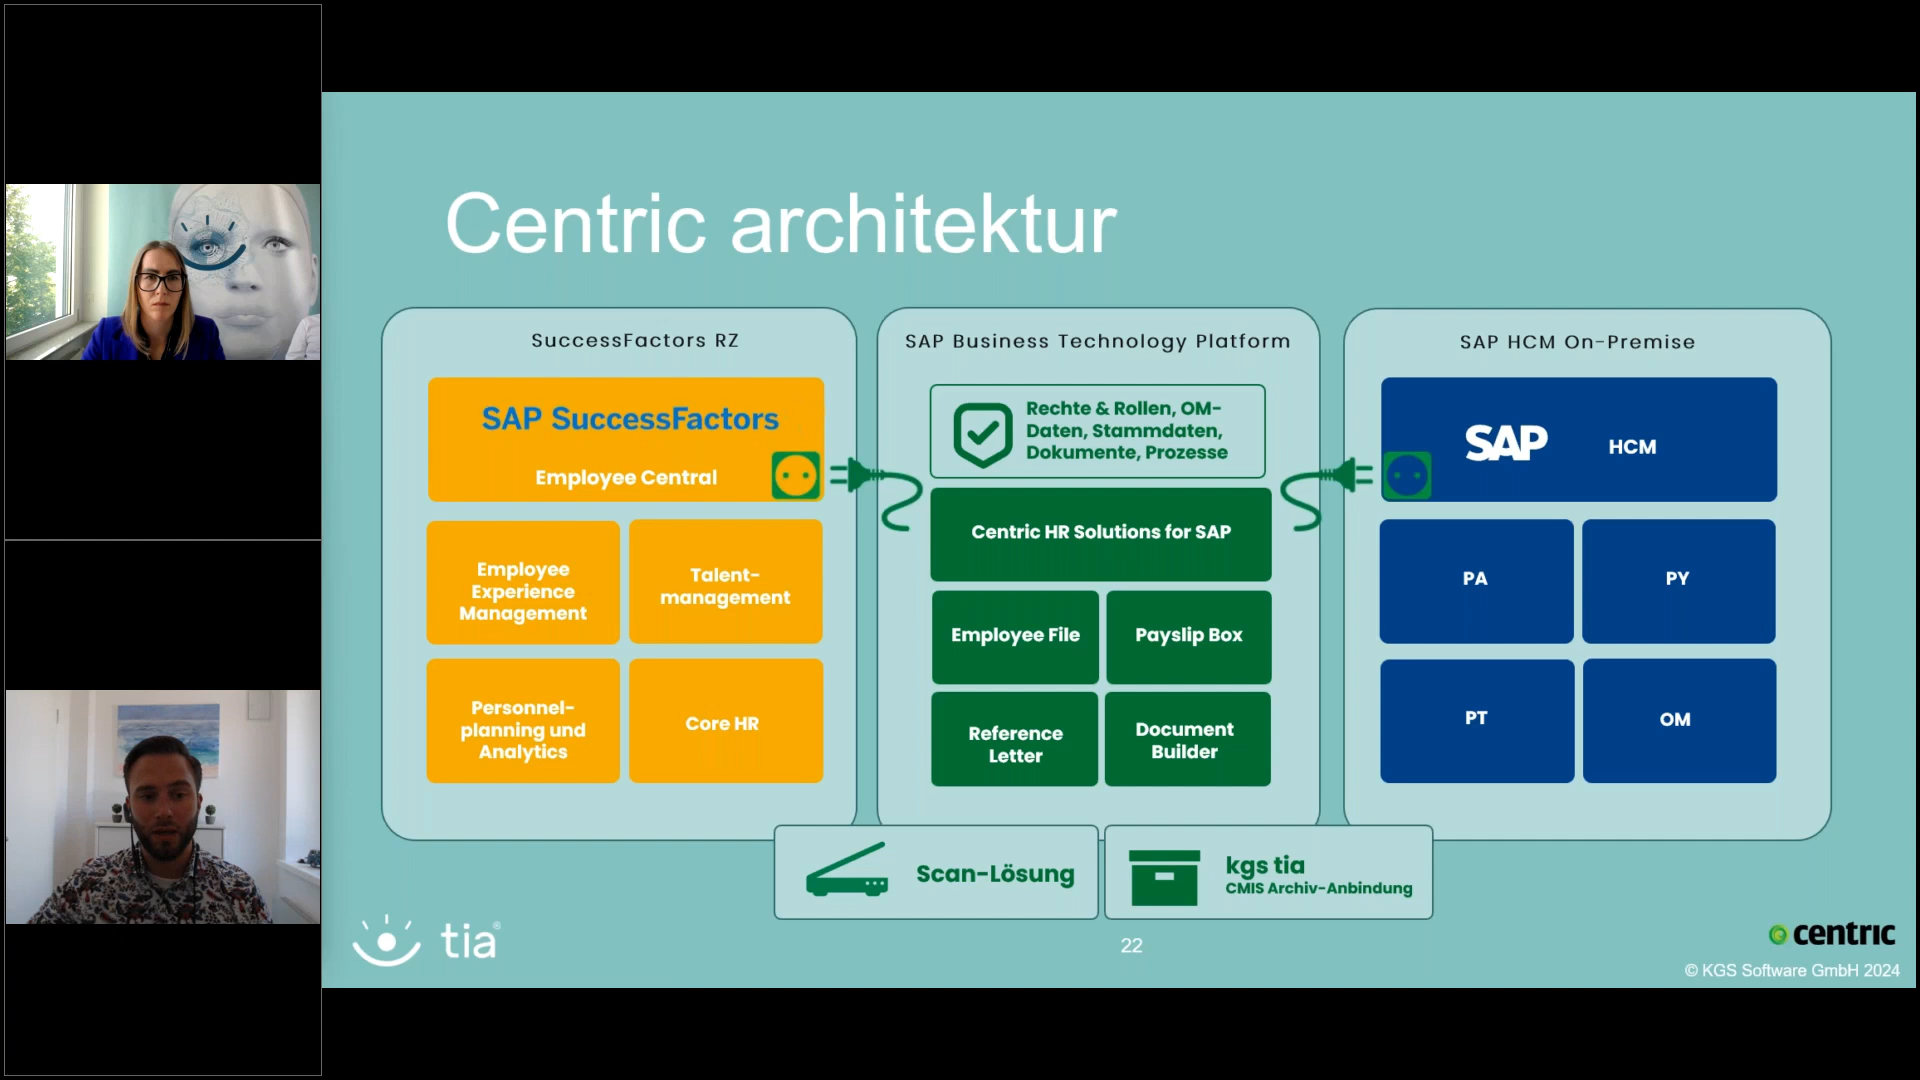 Centric architektur
SuccessFactors RZ
SAP SuccessFactors
Employee Central
Employee
Experience
Management
Talent-
management
Personnel-
planning und
Analytics
Core HR
SAP Business Technology Platform
Rechte & Rollen, OM-
Daten, Stammdaten,
Dokumente, Prozesse
Centric HR Solutions for SAP
Employee File
Payslip Box
Reference
Letter
Document
Builder
SAP HCM On-Premise
SAP HCM
PA
PY
PT
OM
Scan-Lösung
kgs tia
CMIS Archiv-Anbindung
tia®
22
centric
© KGS Software GmbH 2024